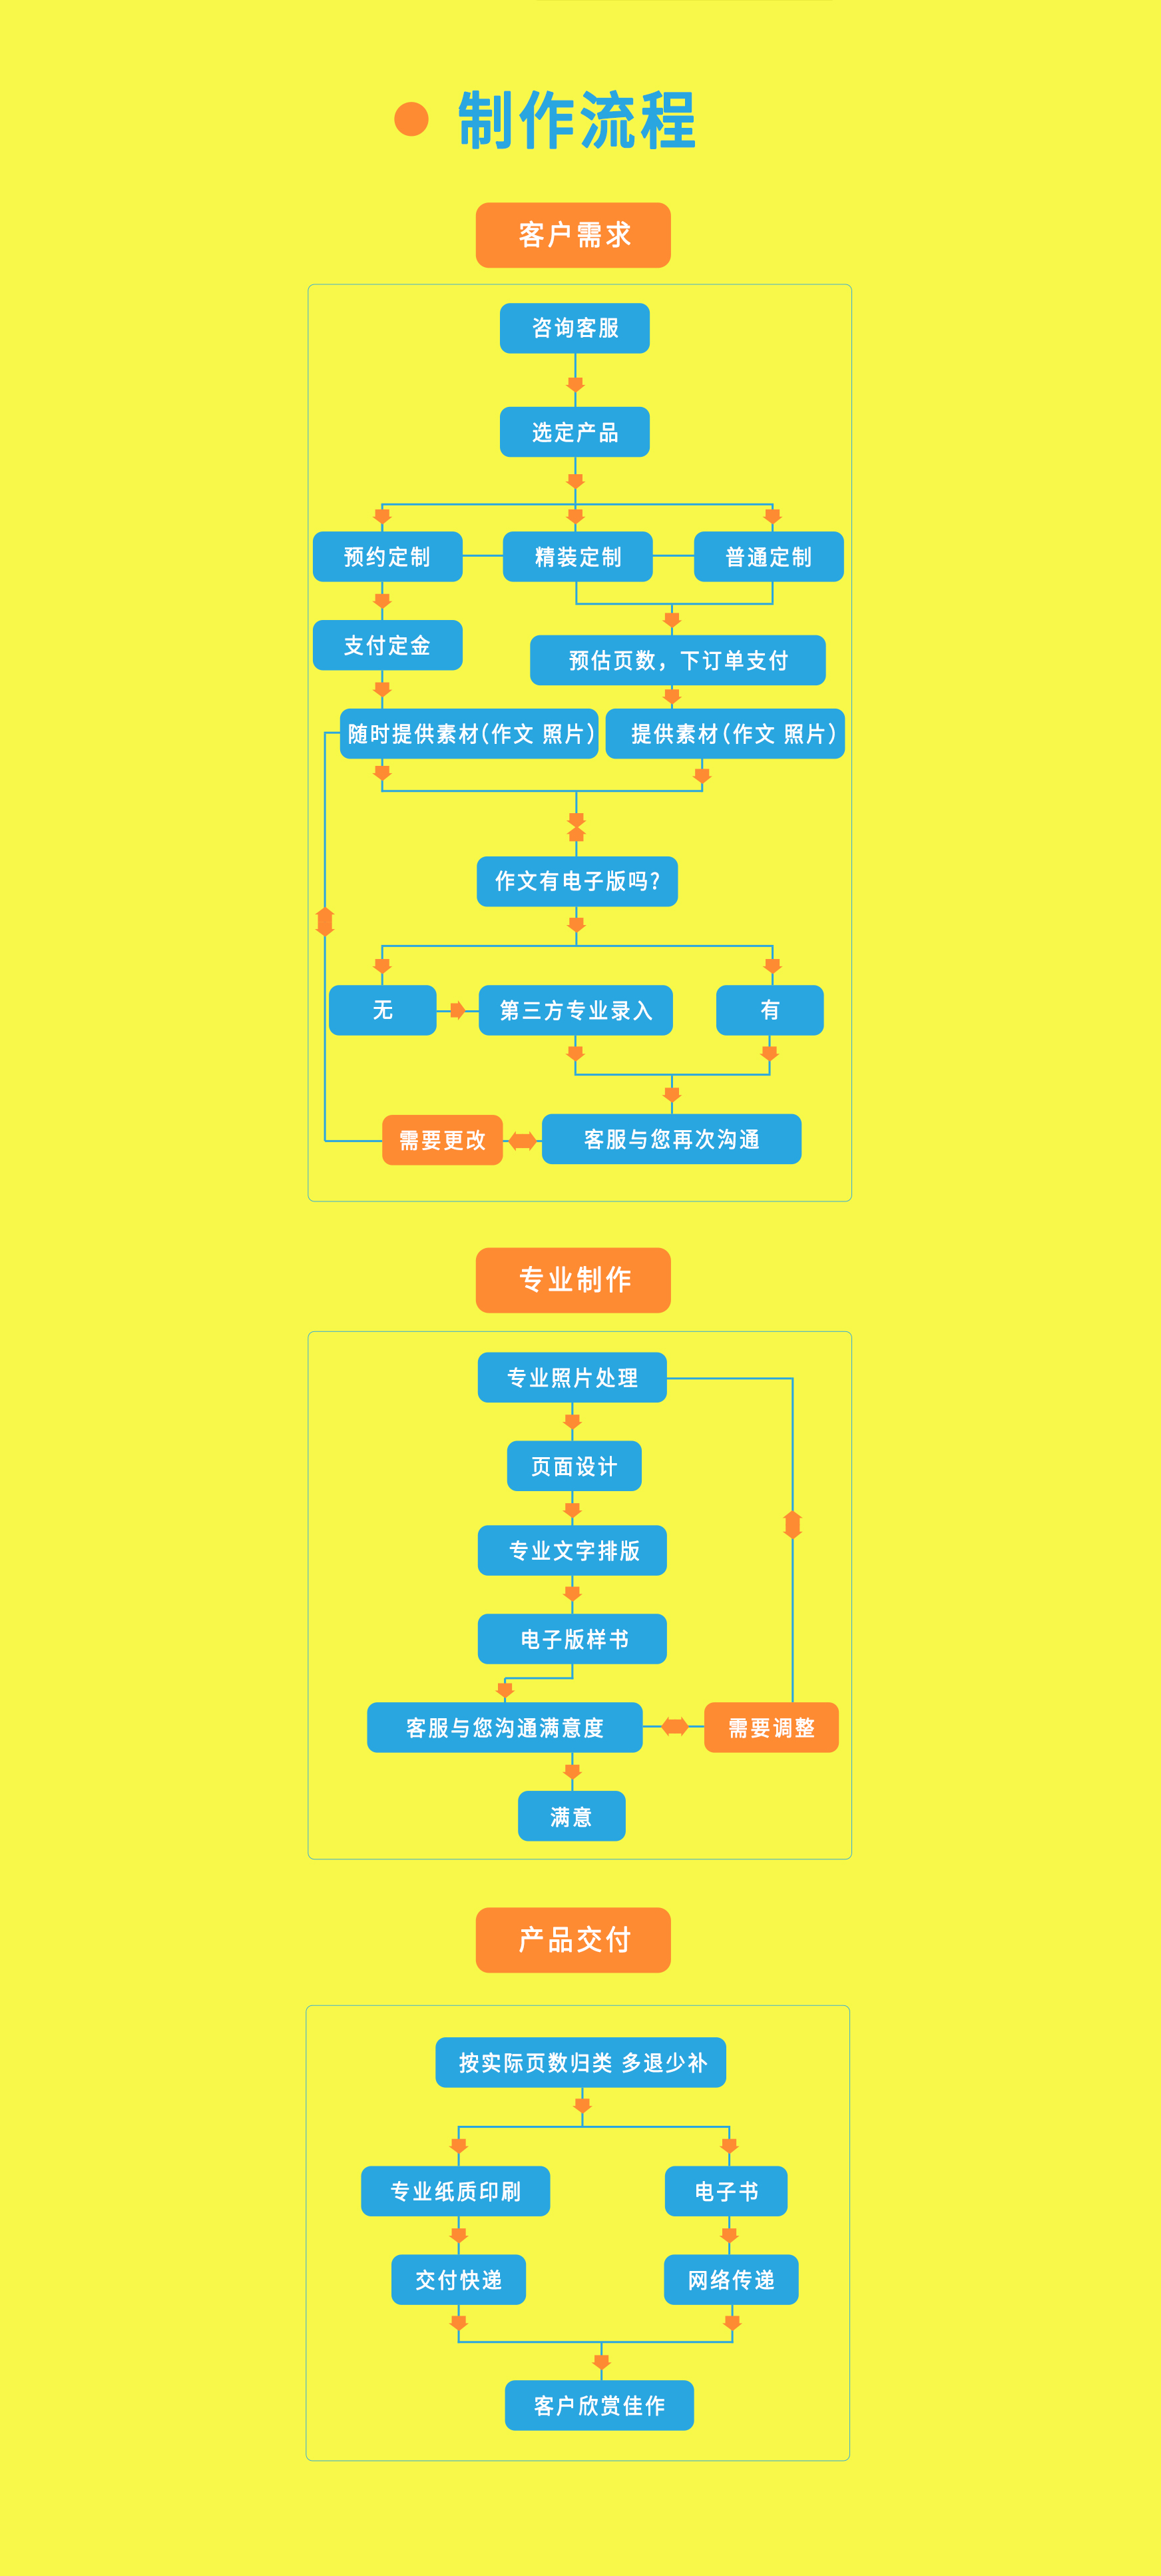 制作流程
客户需求
咨询客服
选定产品
预约定制
精装定制
普通定制
支付定金
预估页数，下订单支付
随时提供素材(作文 照片)
提供素材(作文 照片)
作文有电子版吗?
无
第三方专业录入
有
需要更改
客服与您再次沟通
专业制作
专业照片处理
页面设计
专业文字排版
电子版样书
客服与您沟通满意度
需要调整
满意
产品交付
按实际页数归类 多退少补
专业纸质印刷
电子书
交付快递
网络传递
客户欣赏佳作